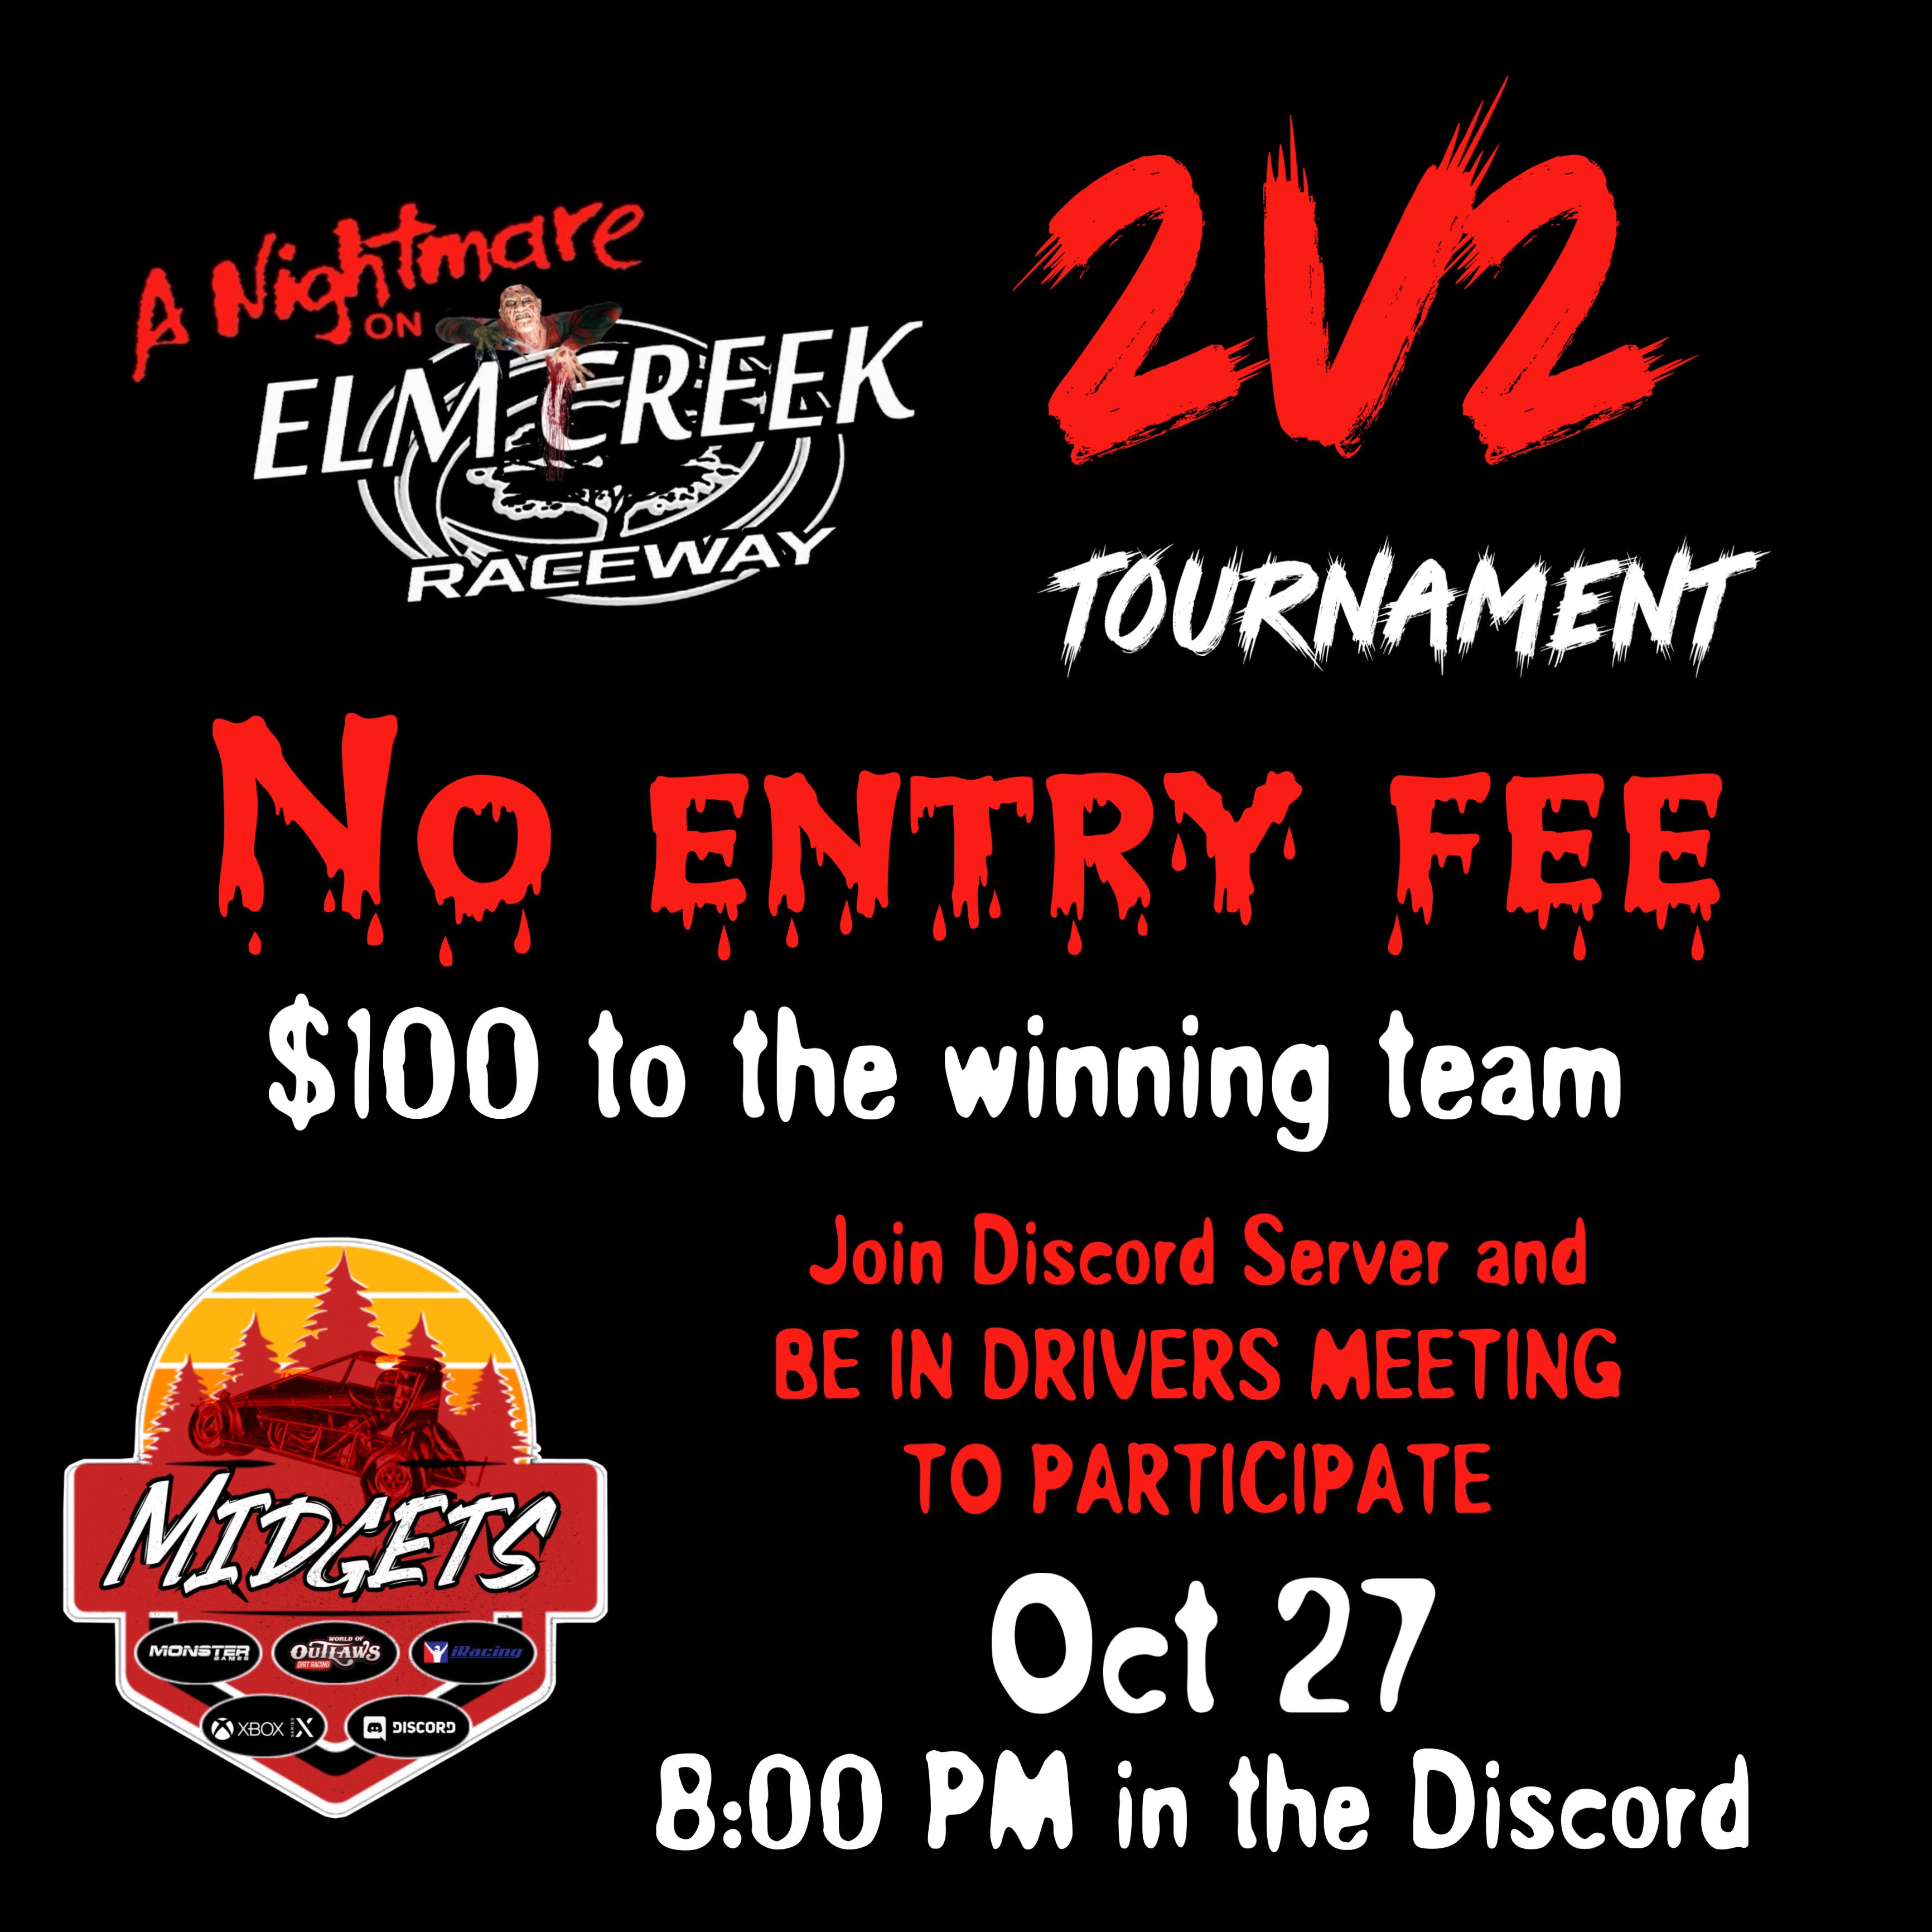 A Nightmare
ON
ELM CREEK
RACEWAY
2V2
TOURNAMENT
No ENTRY FEE
$100 to the winning team
Join Discord Server and
BE IN DRIVERS MEETING
TO PARTICIPATE
Oct 27
8:00 PM in the Discord
MIDGETS
MONSTER GAMES
WORLD OF OUTLAWS DIRT RACING
iRacing
XBOX SERIES X
DISCORD